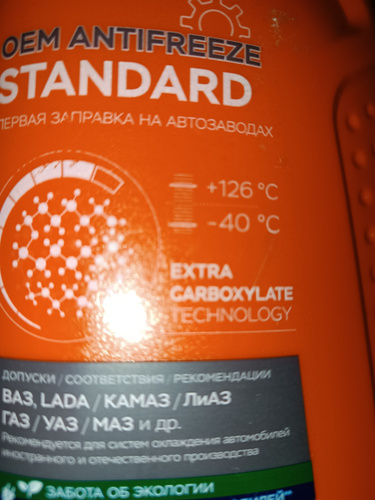 OEM ANTIFREEZE
STANDARD
ПЕРВАЯ ЗАПРАВКА НА АВТОЗАВОДАХ
+126 °C
-40 °C
EXTRA
CARBOXYLATE
TECHNOLOGY
ДОПУСКИ / СООТВЕТСТВИЯ / РЕКОМЕНДАЦИИ
ВАЗ, LADA / КАМАЗ / ЛиАЗ
ГАЗ / УАЗ / МАЗ и др.
Рекомендуется для систем охлаждения автомобилей
иностранного и отечественного производства
ЗАБОТА ОБ ЭКОЛОГИИ